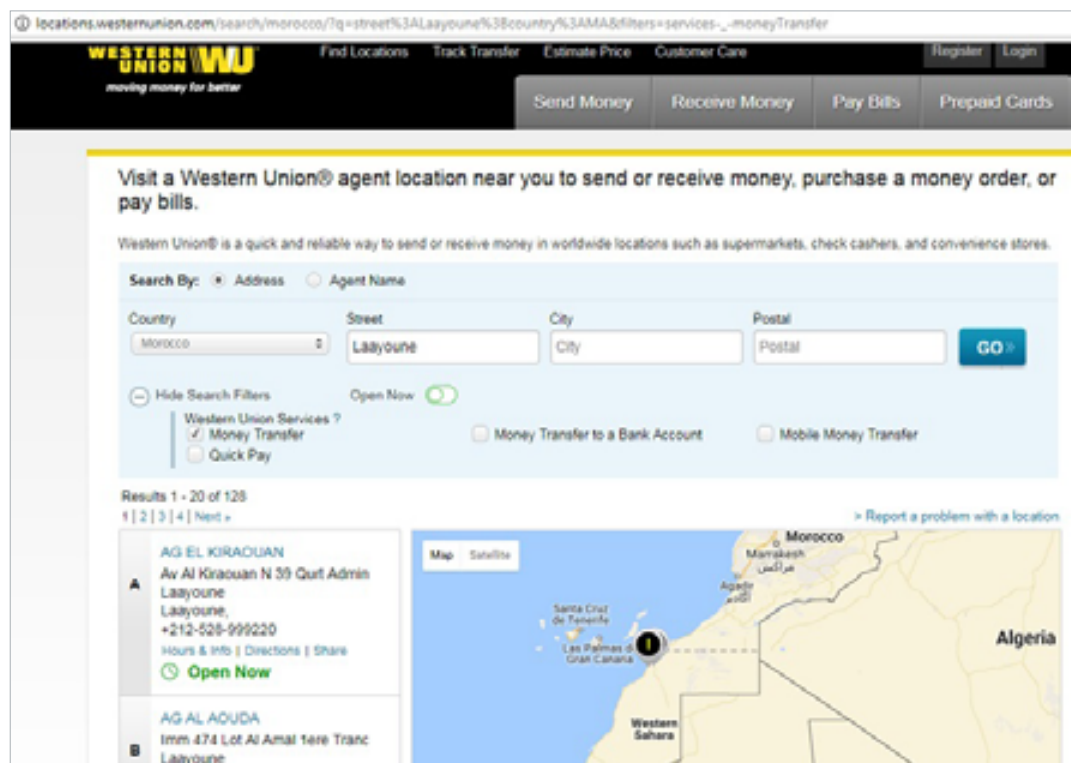 locations.westernunion.com/search/morocco/?q=street%3ALaayoune%3Bcountry%3AMA&filters=services-_-moneyTransfer
WESTERN UNION WU
moving money for better
Find Locations Track Transfer Estimate Price Customer Care Register Login
Send Money Receive Money Pay Bills Prepaid Cards
Visit a Western Union® agent location near you to send or receive money, purchase a money order, or
pay bills.
Western Union® is a quick and reliable way to send or receive money in worldwide locations such as supermarkets, check cashers, and convenience stores.
Search By: Address Agent Name
Country Street City Postal
Morocco Laayoune City Postal GO»
Hide Search Filters Open Now
Western Union Services ?
Money Transfer Money Transfer to a Bank Account Mobile Money Transfer
Quick Pay
Results 1 - 20 of 128
1 | 2 | 3 | 4 | Next »
> Report a problem with a location
A
AG EL KIRAOUAN
Av Al Kiraouan N 39 Qurt Admin
Laayoune
Laayoune,
+212-528-999220
Hours & Info | Directions | Share
Open Now
B
AG AL AOUDA
Imm 474 Lot Al Amal 1ere Tranc
Laayoune
Map Satellite
Morocco
Marrakesh
مراكش
Agadir
Santa Cruz
de Tenerife
Las Palmas d
Gran Canaria
I
Algeria
Western
Sahara